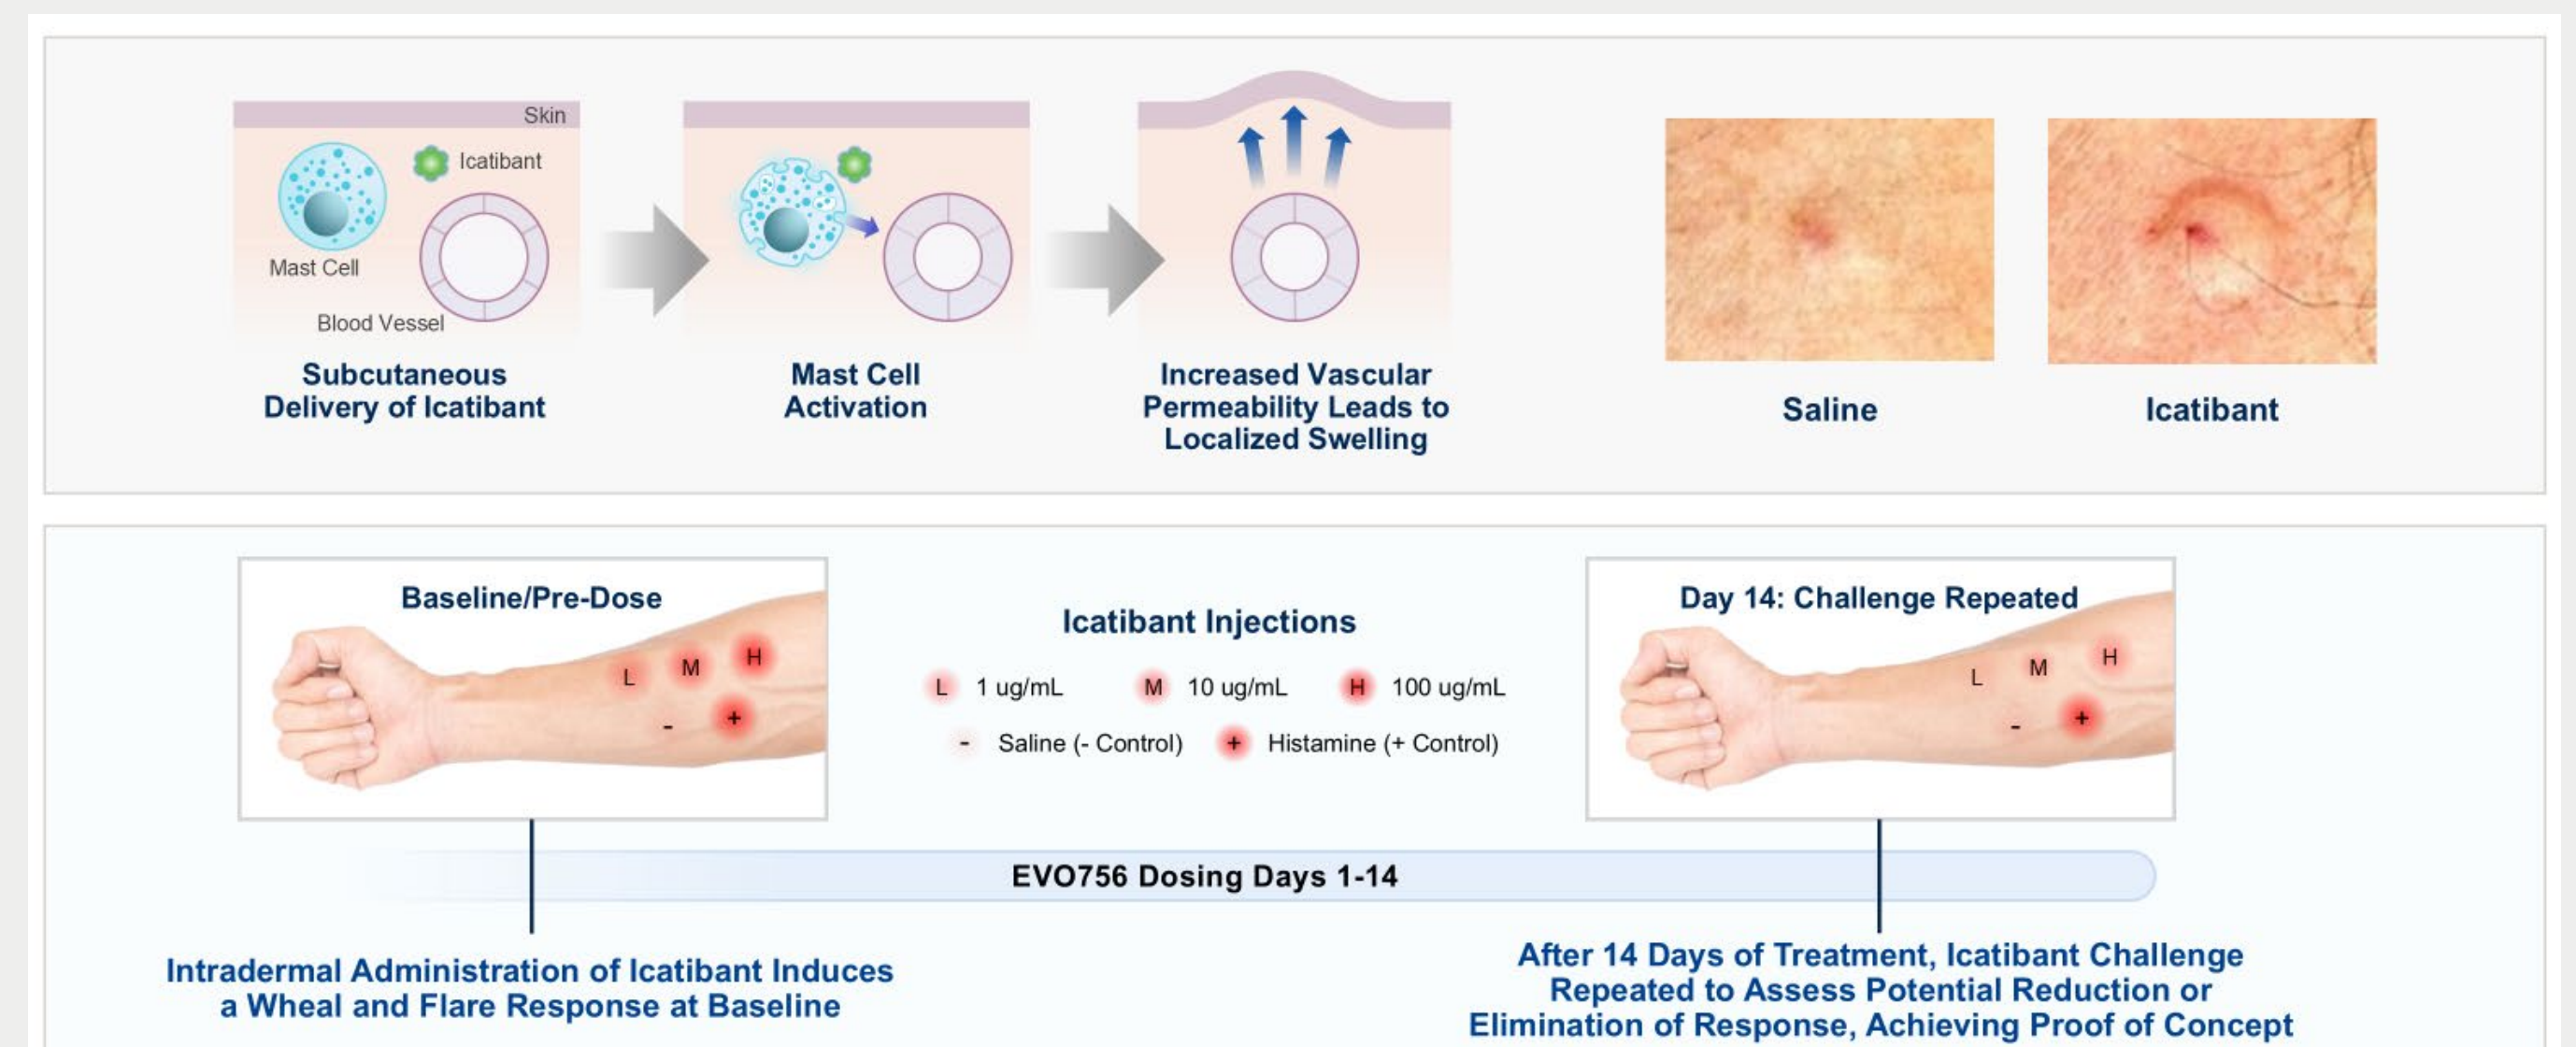 Skin
Icatibant
Mast Cell
Blood Vessel
Subcutaneous
Delivery of Icatibant
Mast Cell
Activation
Increased Vascular
Permeability Leads to
Localized Swelling
Saline
Icatibant
Baseline/Pre-Dose
L
M
H
-
+
Icatibant Injections
L 1 ug/mL
M 10 ug/mL
H 100 ug/mL
- Saline (- Control)
+ Histamine (+ Control)
Day 14: Challenge Repeated
L
M
H
-
+
EVO756 Dosing Days 1-14
Intradermal Administration of Icatibant Induces
a Wheal and Flare Response at Baseline
After 14 Days of Treatment, Icatibant Challenge
Repeated to Assess Potential Reduction or
Elimination of Response, Achieving Proof of Concept